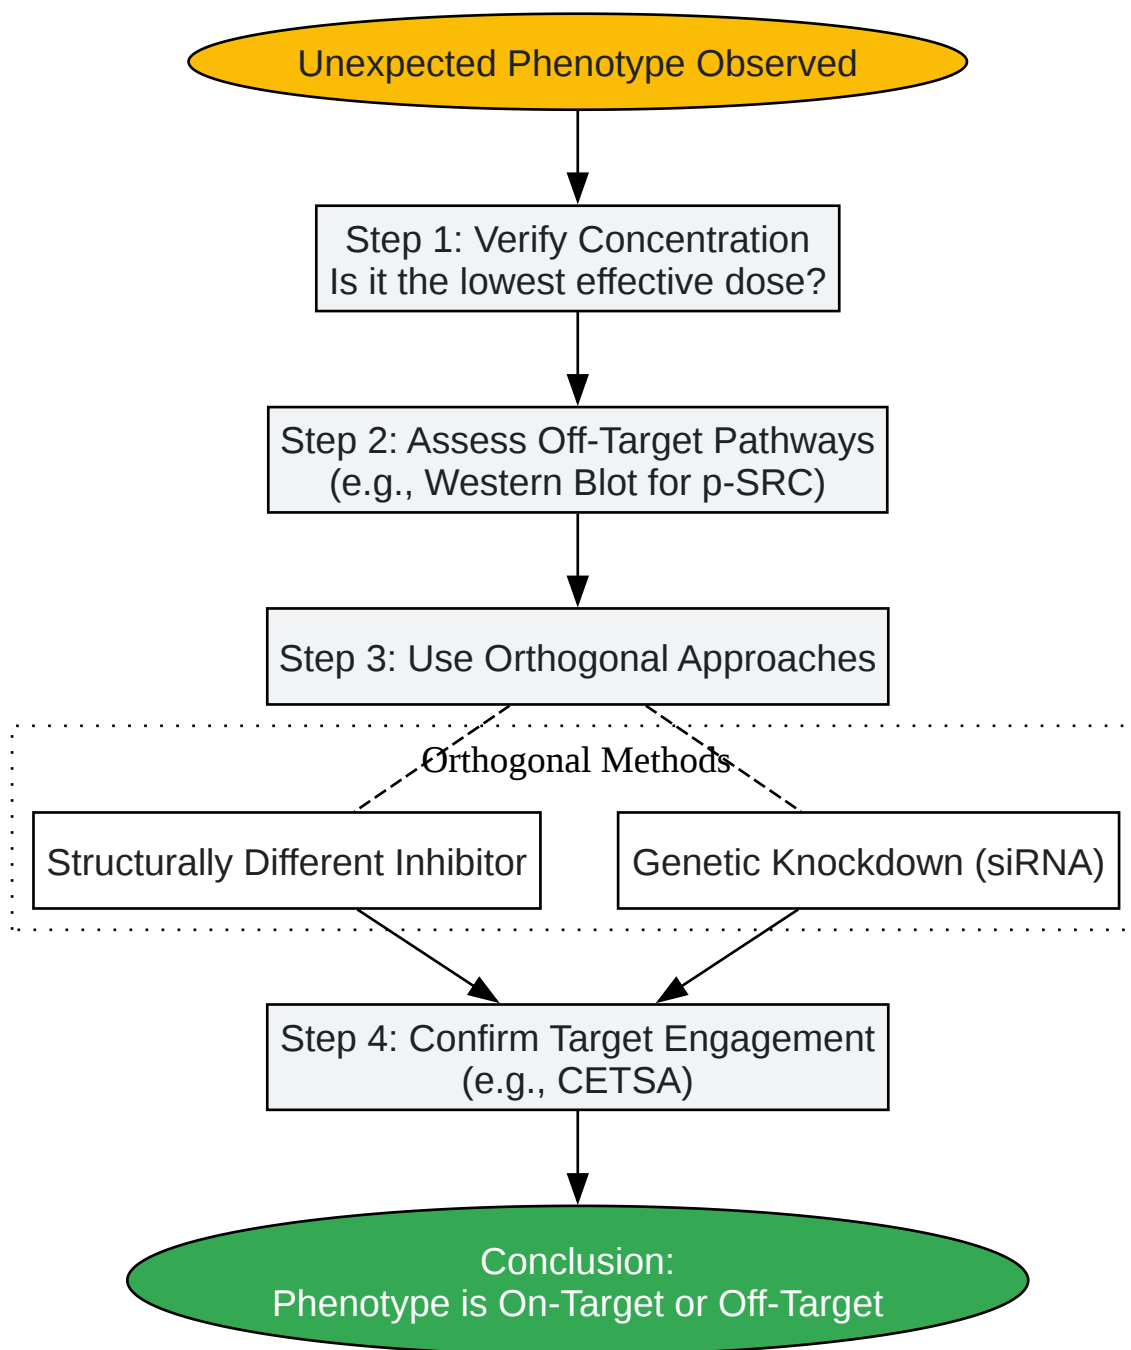 Unexpected Phenotype Observed
Step 1: Verify Concentration
Is it the lowest effective dose?
Step 2: Assess Off-Target Pathways
(e.g., Western Blot for p-SRC)
Step 3: Use Orthogonal Approaches
Orthogonal Methods
Structurally Different Inhibitor
Genetic Knockdown (siRNA)
Step 4: Confirm Target Engagement
(e.g., CETSA)
Conclusion:
Phenotype is On-Target or Off-Target